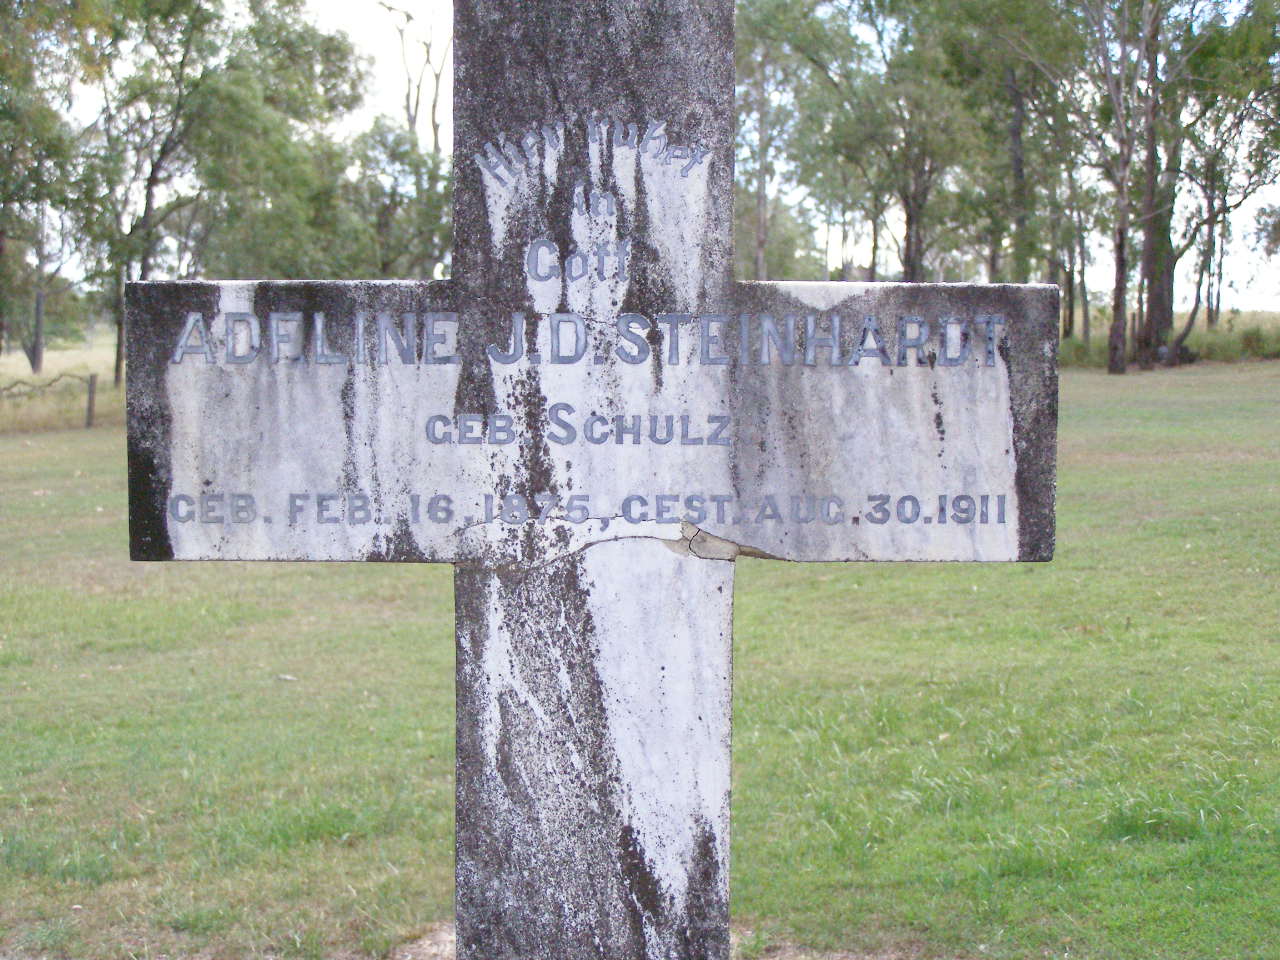 Hier ruhet
in
Gott
ADELINE J.D. STEINHARDT
GEB. SCHULZ.
GEB. FEB. 16. 1875, GEST. AUG. 30. 1911